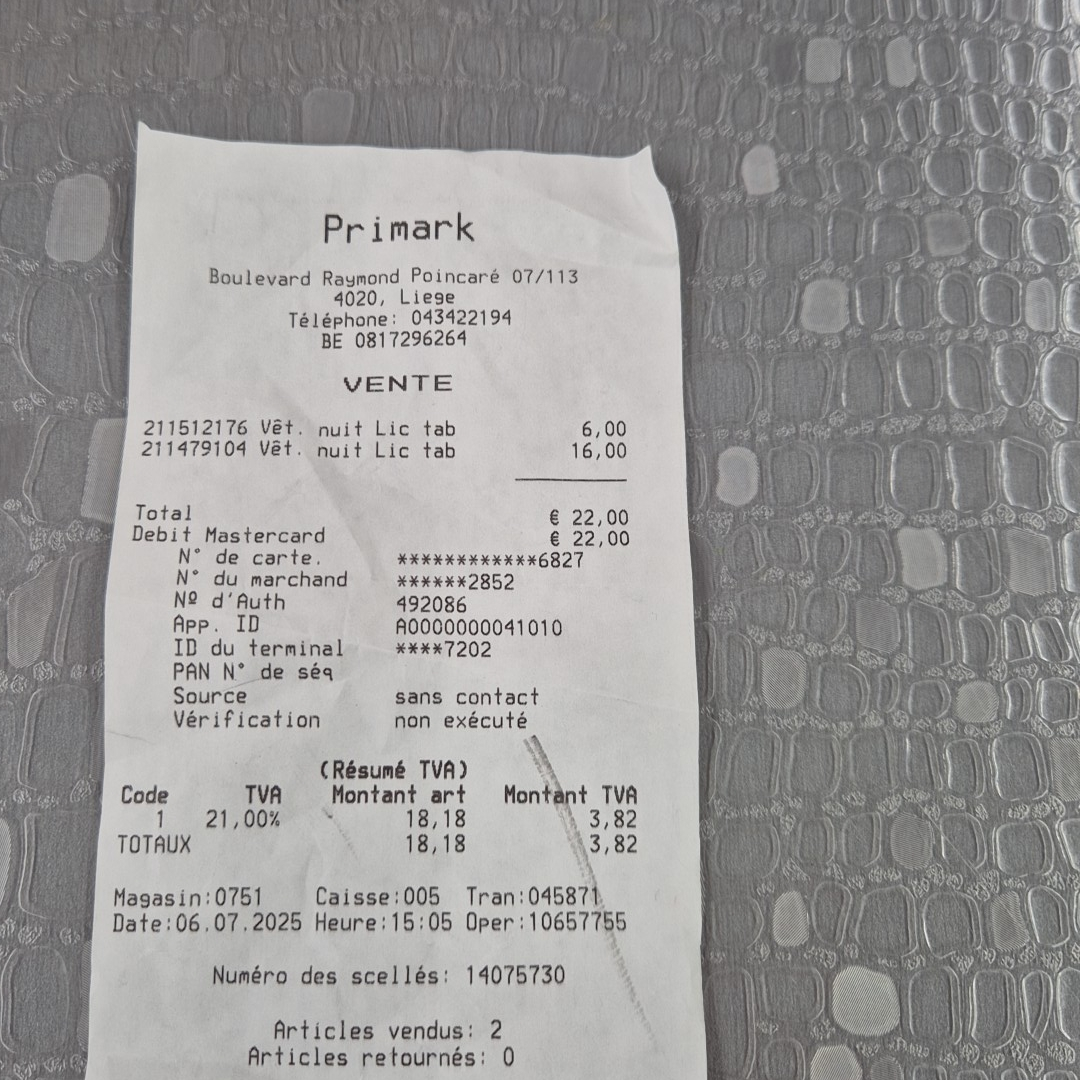 Primark
Boulevard Raymond Poincaré 07/113
4020, Liege
Téléphone: 043422194
BE 0817296264
VENTE
211512176 Vêt. nuit Lic tab 6,00
211479104 Vêt. nuit Lic tab 16,00
Total € 22,00
Debit Mastercard € 22,00
N° de carte. ************6827
N° du marchand ******2852
Nº d'Auth 492086
App. ID A0000000041010
ID du terminal ****7202
PAN N° de séq
Source sans contact
Vérification non exécuté
(Résumé TVA)
Code TVA Montant art Montant TVA
1 21,00% 18,18 3,82
TOTAUX 18,18 3,82
Magasin:0751 Caisse:005 Tran:045871
Date:06.07.2025 Heure:15:05 Oper:10657755
Numéro des scellés: 14075730
Articles vendus: 2
Articles retournés: 0